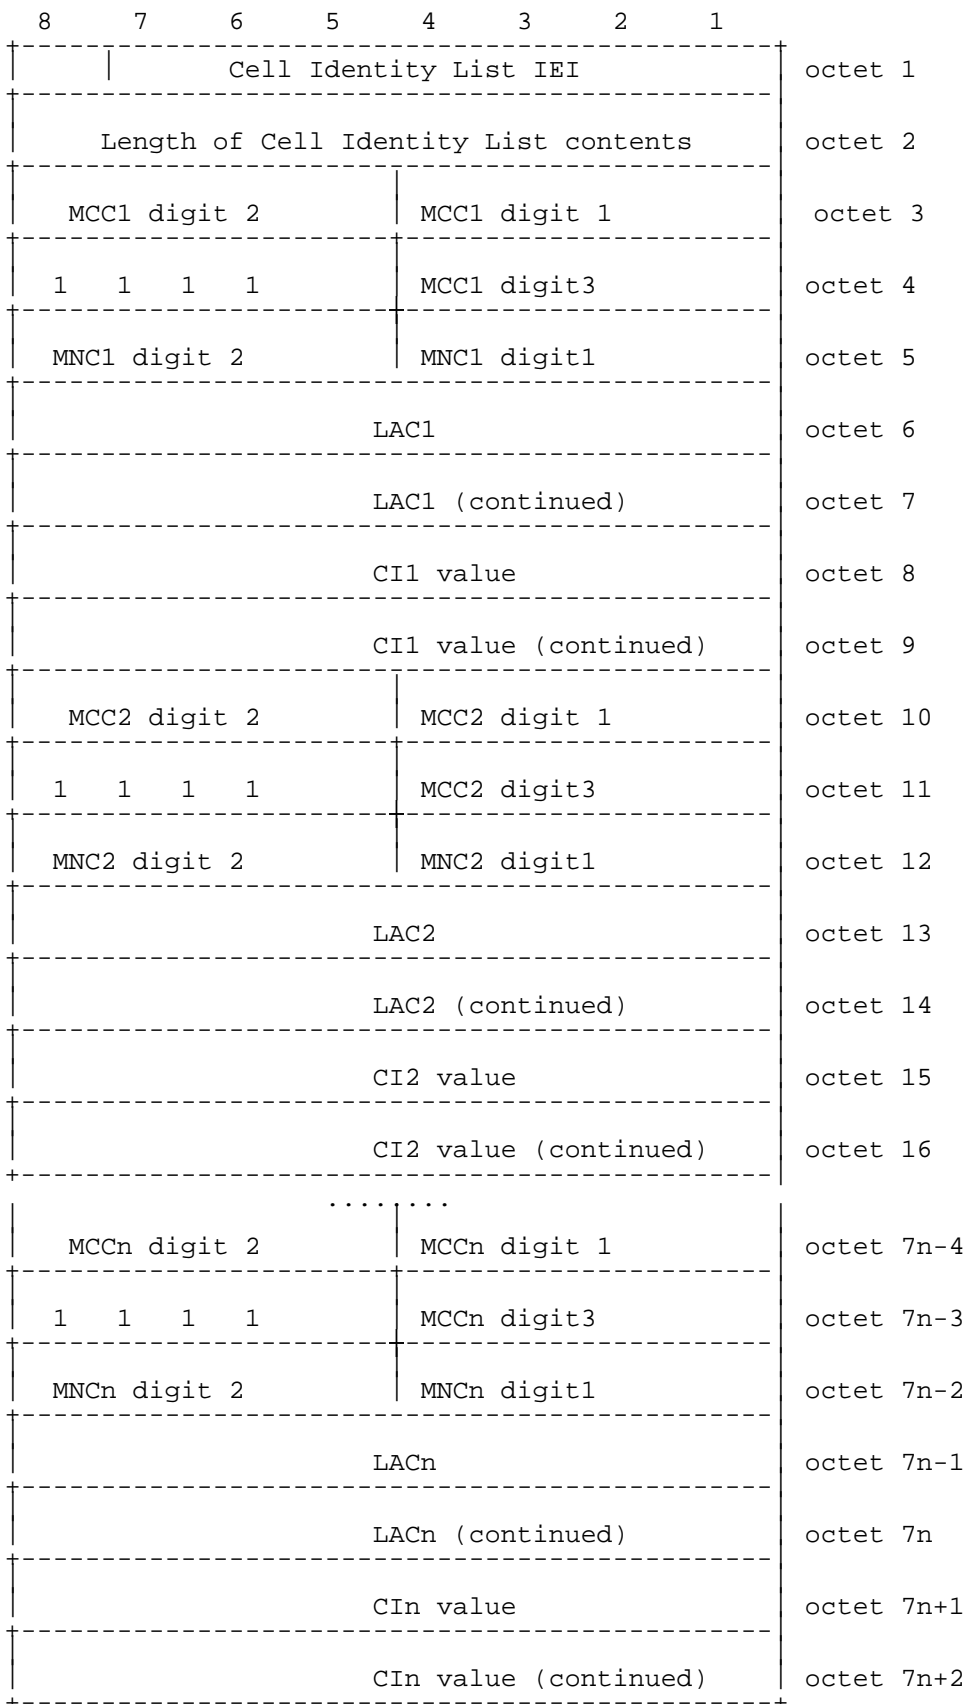 8 7 6 5 4 3 2 1
Cell Identity List IEI octet 1
Length of Cell Identity List contents octet 2
MCC1 digit 2 MCC1 digit 1 octet 3
1 1 1 1 MCC1 digit3 octet 4
MNC1 digit 2 MNC1 digit1 octet 5
LAC1 octet 6
LAC1 (continued) octet 7
CI1 value octet 8
CI1 value (continued) octet 9
MCC2 digit 2 MCC2 digit 1 octet 10
1 1 1 1 MCC2 digit3 octet 11
MNC2 digit 2 MNC2 digit1 octet 12
LAC2 octet 13
LAC2 (continued) octet 14
CI2 value octet 15
CI2 value (continued) octet 16
........
MCCn digit 2 MCCn digit 1 octet 7n-4
1 1 1 1 MCCn digit3 octet 7n-3
MNCn digit 2 MNCn digit1 octet 7n-2
LACn octet 7n-1
LACn (continued) octet 7n
CIn value octet 7n+1
CIn value (continued) octet 7n+2